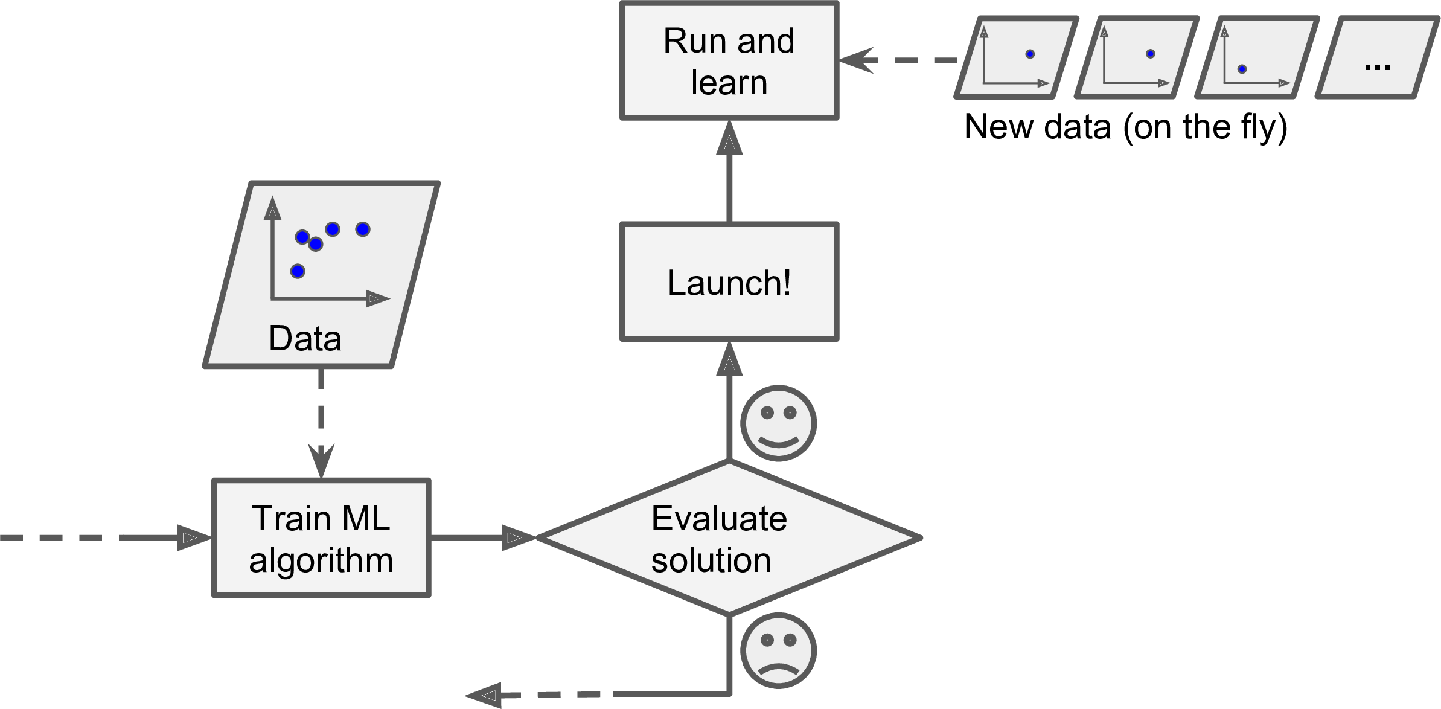 Run and
learn
...
New data (on the fly)
Launch!
Data
Train ML
algorithm
Evaluate
solution